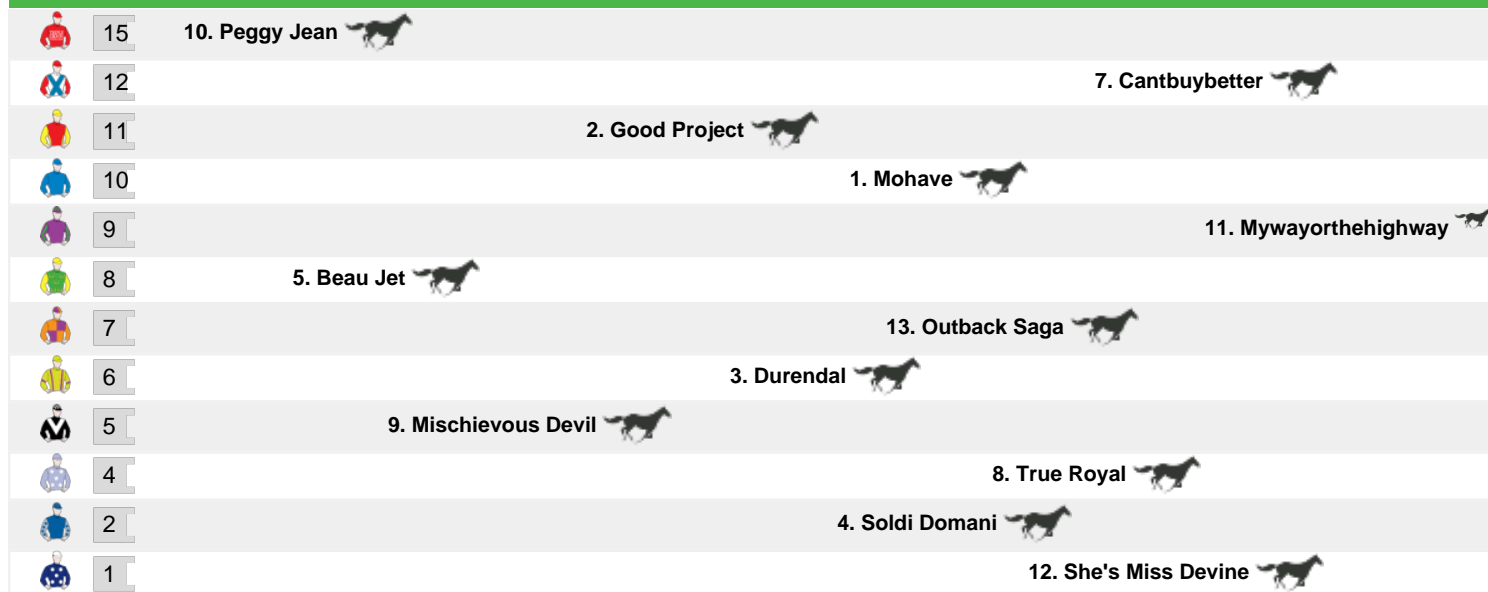 15 10. Peggy Jean
12 7. Cantbuybetter
11 2. Good Project
10 1. Mohave
9 11. Mywayorthehighway
8 5. Beau Jet
7 13. Outback Saga
6 3. Durendal
5 9. Mischievous Devil
4 8. True Royal
2 4. Soldi Domani
1 12. She's Miss Devine